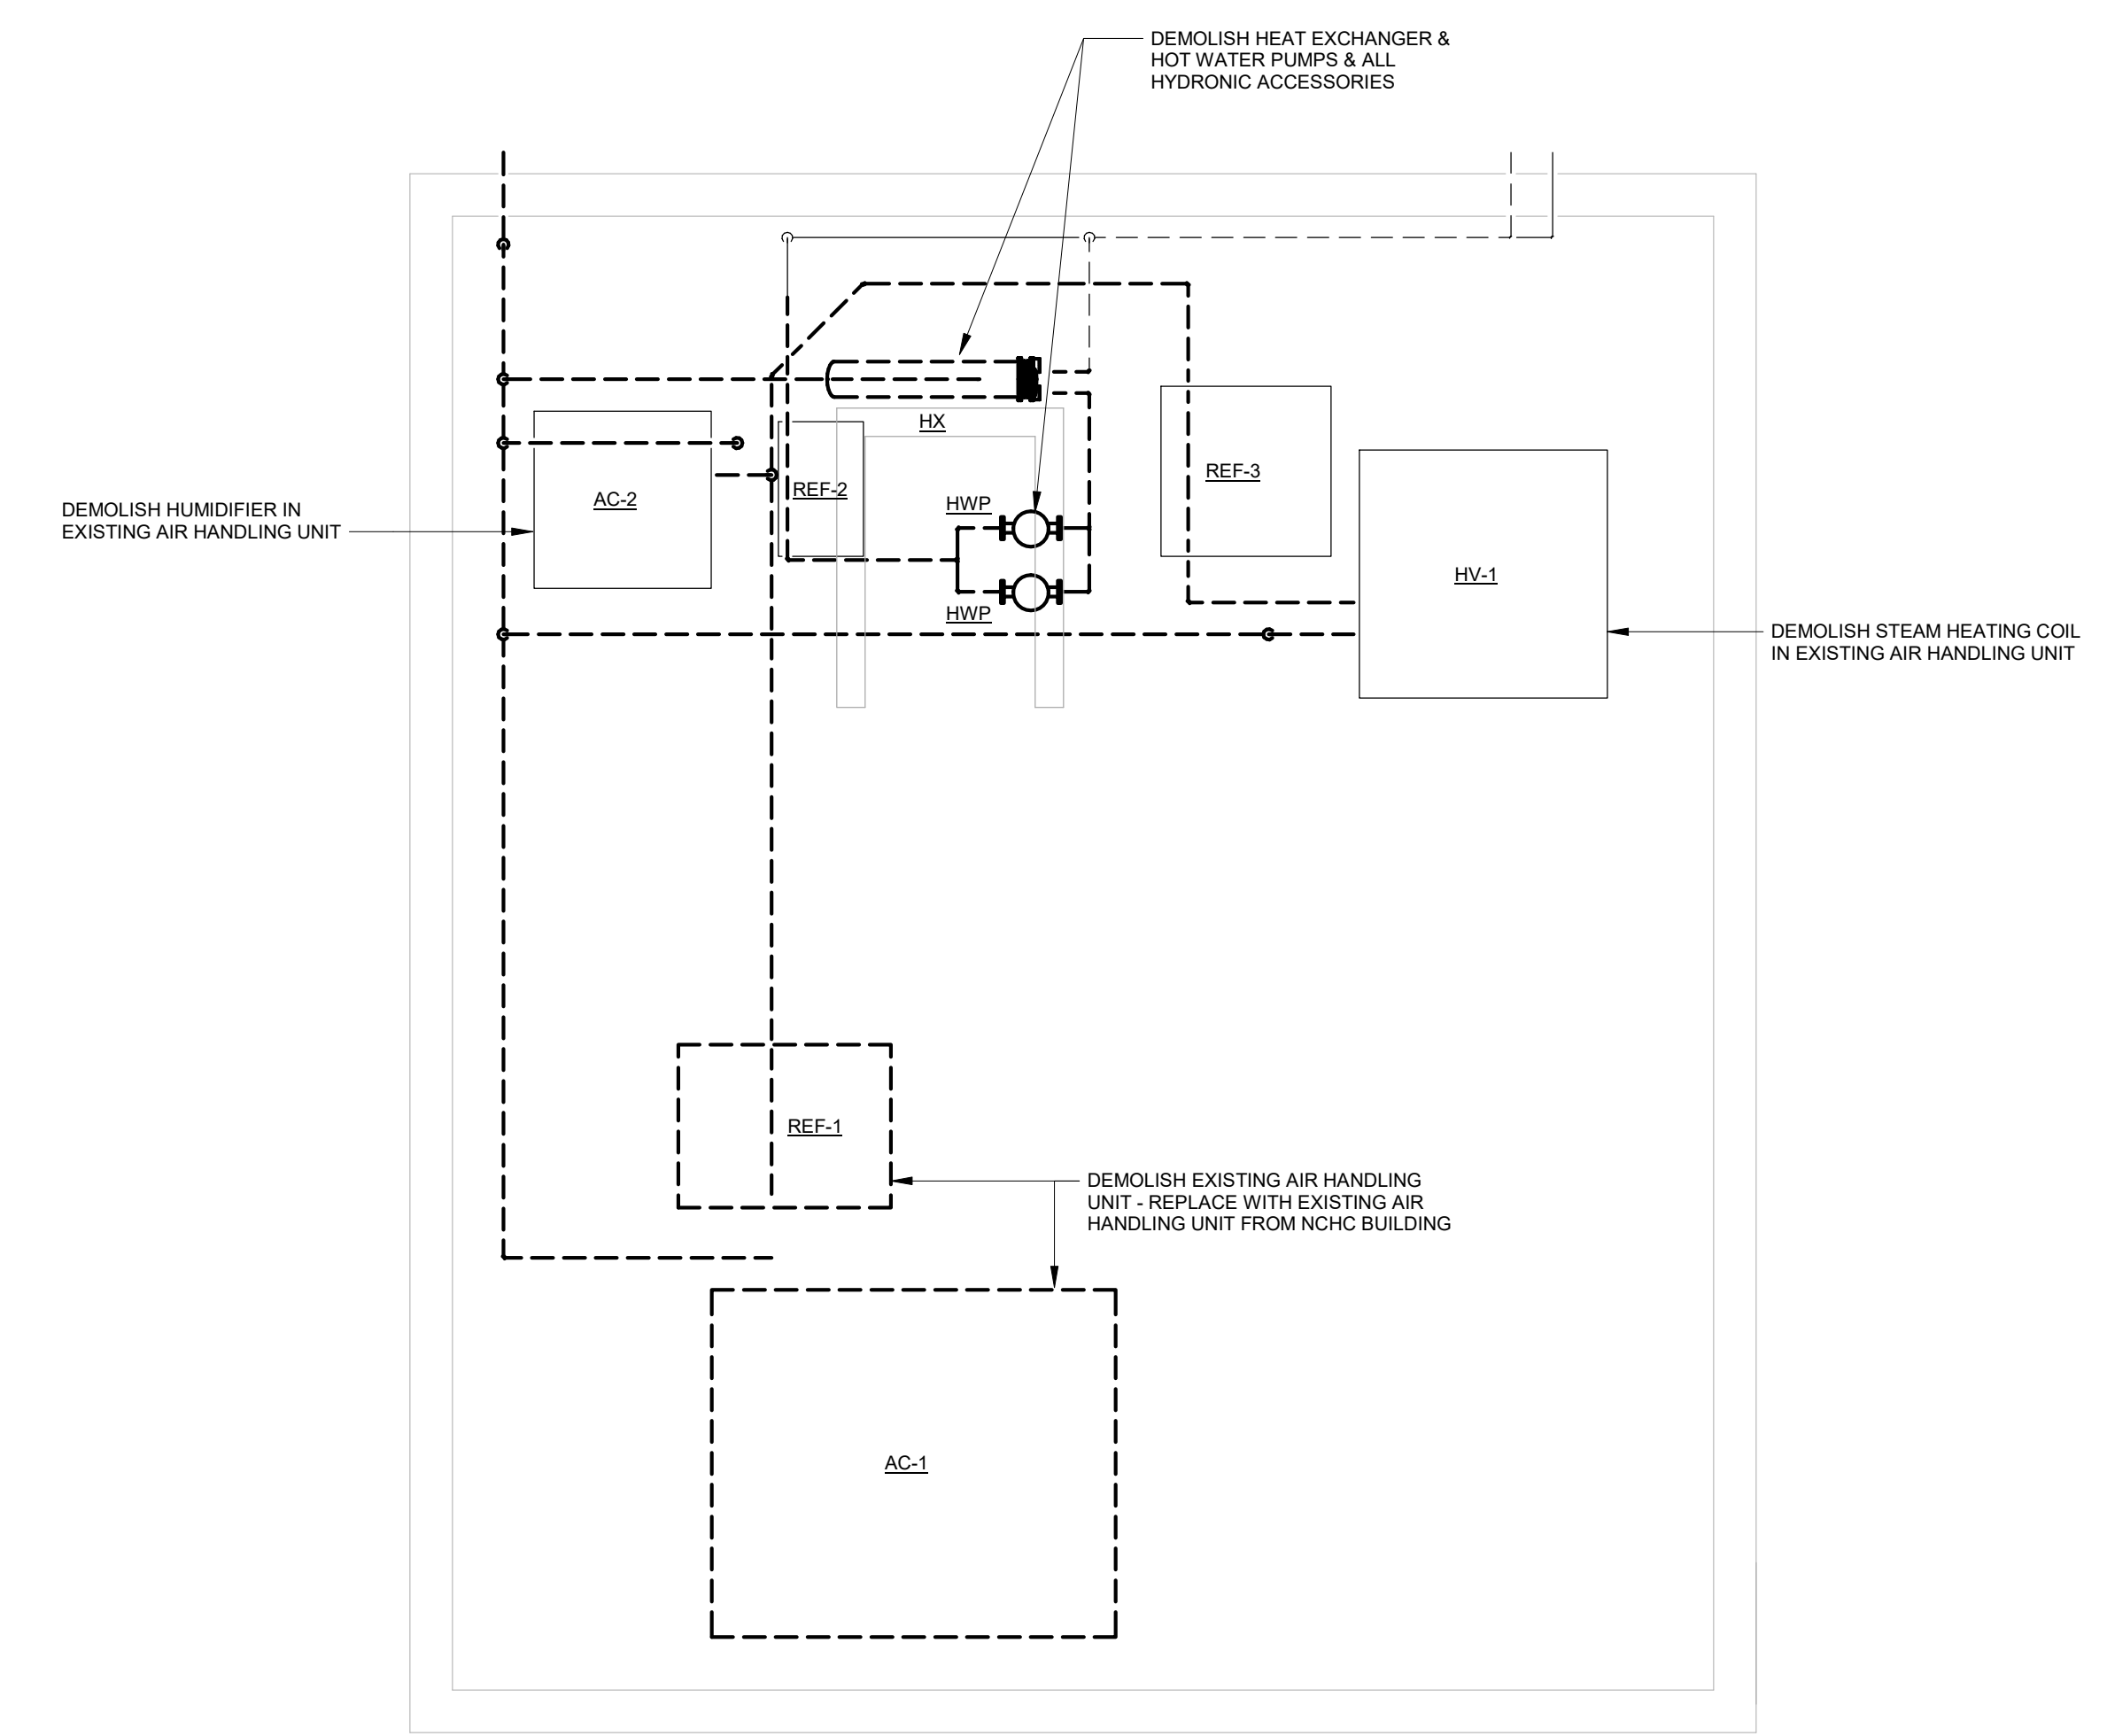 DEMOLISH HEAT EXCHANGER &
HOT WATER PUMPS & ALL
HYDRONIC ACCESSORIES
HX
REF-3
REF-2
AC-2
HWP
DEMOLISH HUMIDIFIER IN
EXISTING AIR HANDLING UNIT
HV-1
HWP
DEMOLISH STEAM HEATING COIL
IN EXISTING AIR HANDLING UNIT
REF-1
DEMOLISH EXISTING AIR HANDLING
UNIT - REPLACE WITH EXISTING AIR
HANDLING UNIT FROM NCHC BUILDING
AC-1